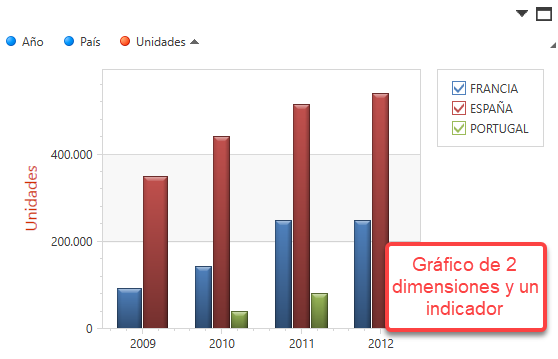 Año País Unidades
FRANCIA
ESPAÑA
PORTUGAL
Unidades
400.000
200.000
0
2009 2010 2011 2012
Gráfico de 2
dimensiones y un
indicador